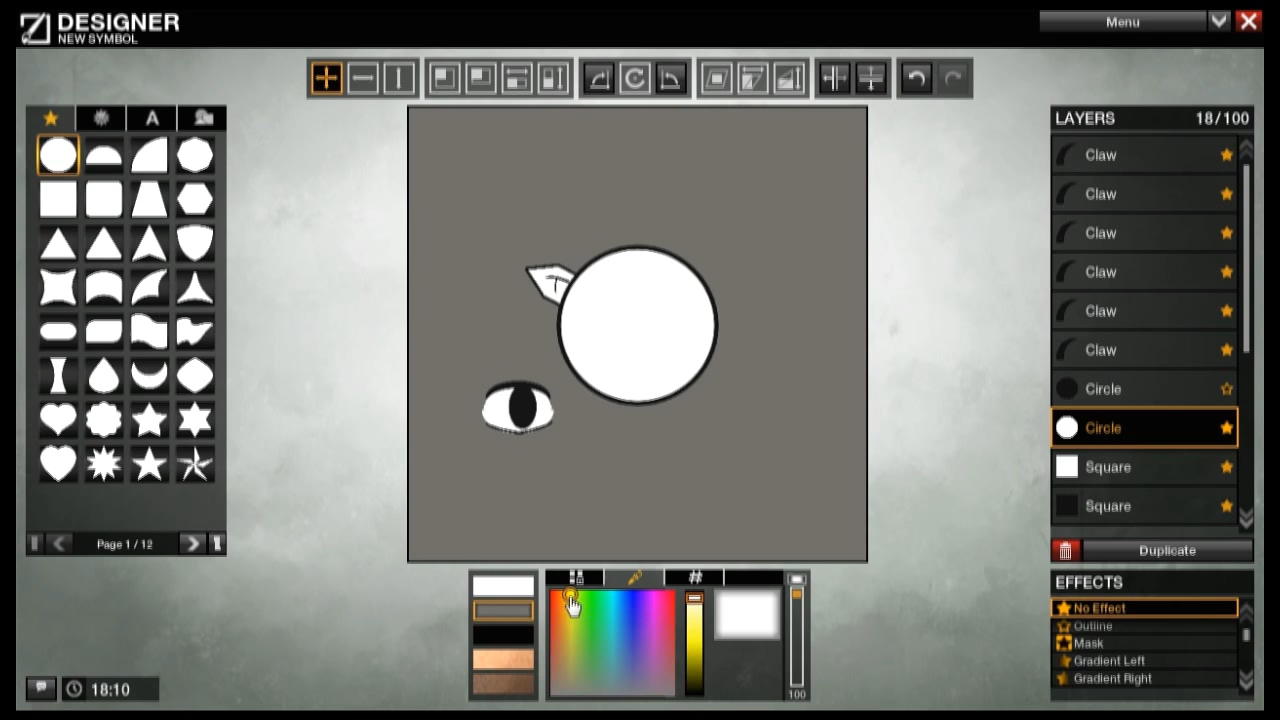 DESIGNER
NEW SYMBOL
Menu
A
Page 1 / 12
LAYERS 18/100
Claw
Claw
Claw
Claw
Claw
Claw
Circle
Circle
Square
Square
Duplicate
EFFECTS
No Effect
Outline
Mask
Gradient Left
Gradient Right
#
100
18:10